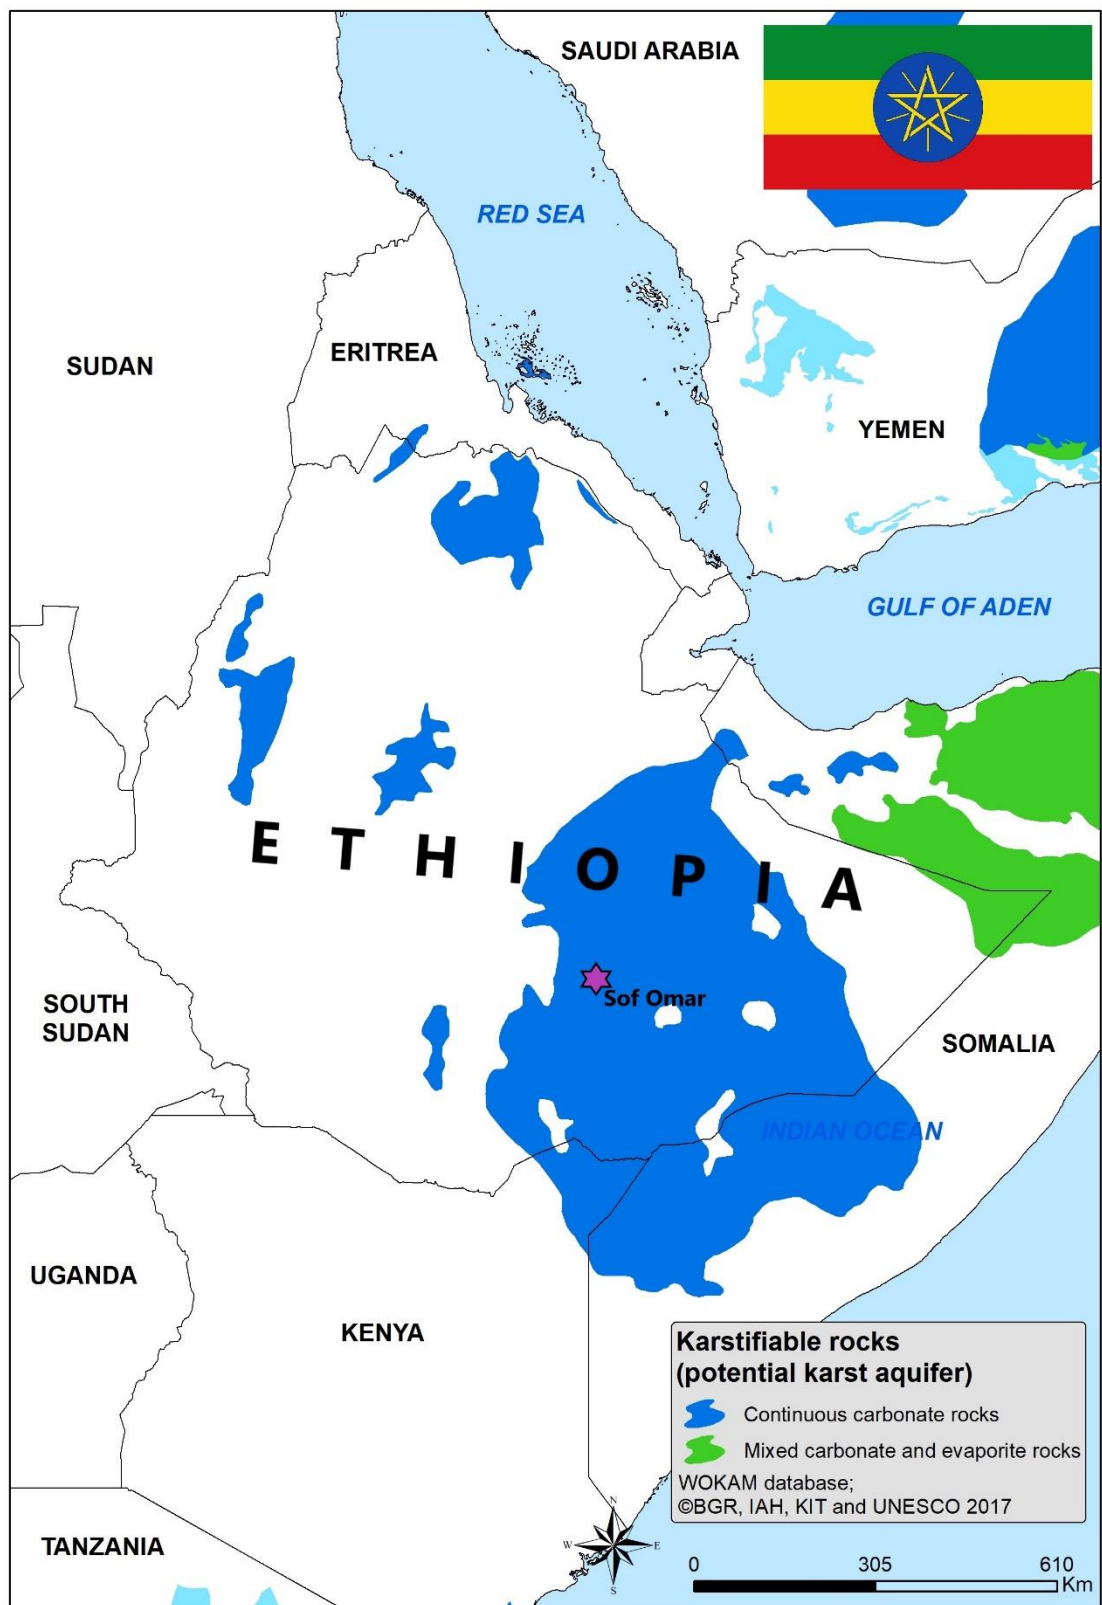 SAUDI ARABIA
RED SEA
ERITREA
SUDAN
YEMEN
GULF OF ADEN
E T H I O P I A
Sof Omar
SOUTH
SUDAN
SOMALIA
INDIAN OCEAN
UGANDA
KENYA
Karstifiable rocks
(potential karst aquifer)
Continuous carbonate rocks
Mixed carbonate and evaporite rocks
WOKAM database;
©BGR, IAH, KIT and UNESCO 2017
N
W E
S
TANZANIA
0 305 610
Km